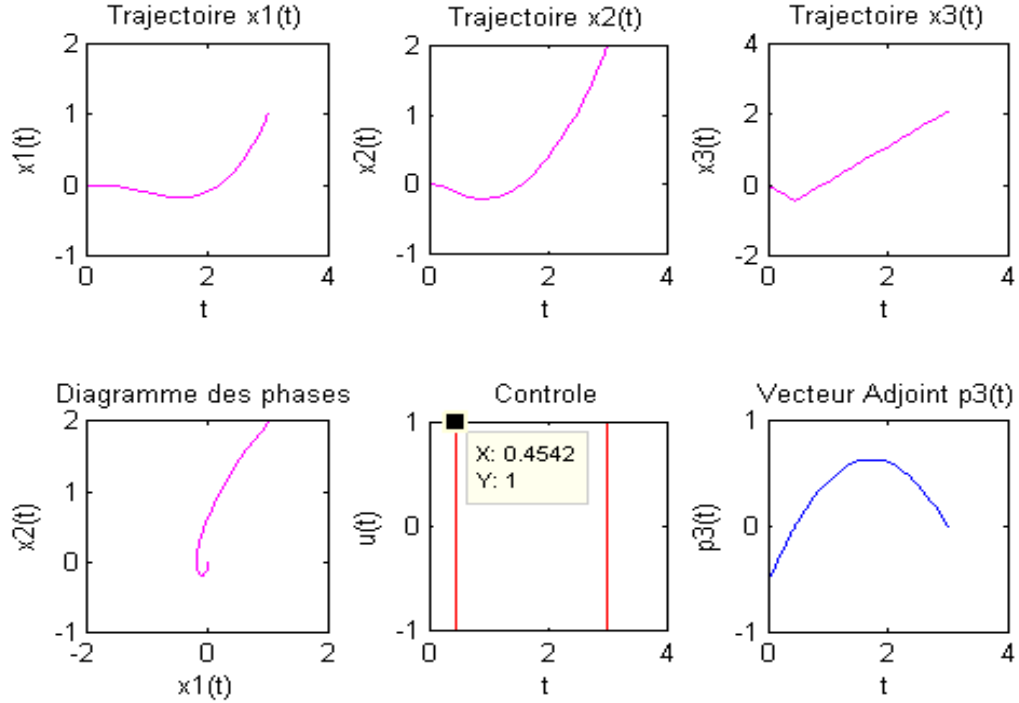 Trajectoire x1(t)
x1(t)
2
1
0
-1
0
2
4
t
Trajectoire x2(t)
x2(t)
2
1
0
-1
0
2
4
t
Trajectoire x3(t)
x3(t)
4
2
0
-2
0
2
4
t
Diagramme des phases
x2(t)
2
1
0
-1
-2
0
2
x1(t)
Controle
u(t)
1
0
-1
X: 0.4542
Y: 1
0
2
4
t
Vecteur Adjoint p3(t)
p3(t)
1
0
-1
0
2
4
t